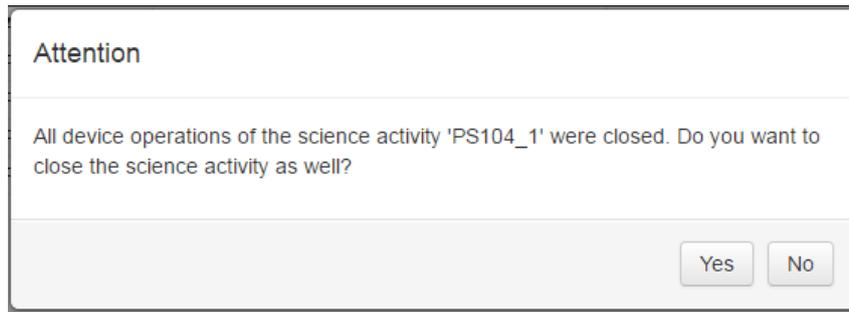 Attention
All device operations of the science activity 'PS104_1' were closed. Do you want to
close the science activity as well?
Yes No